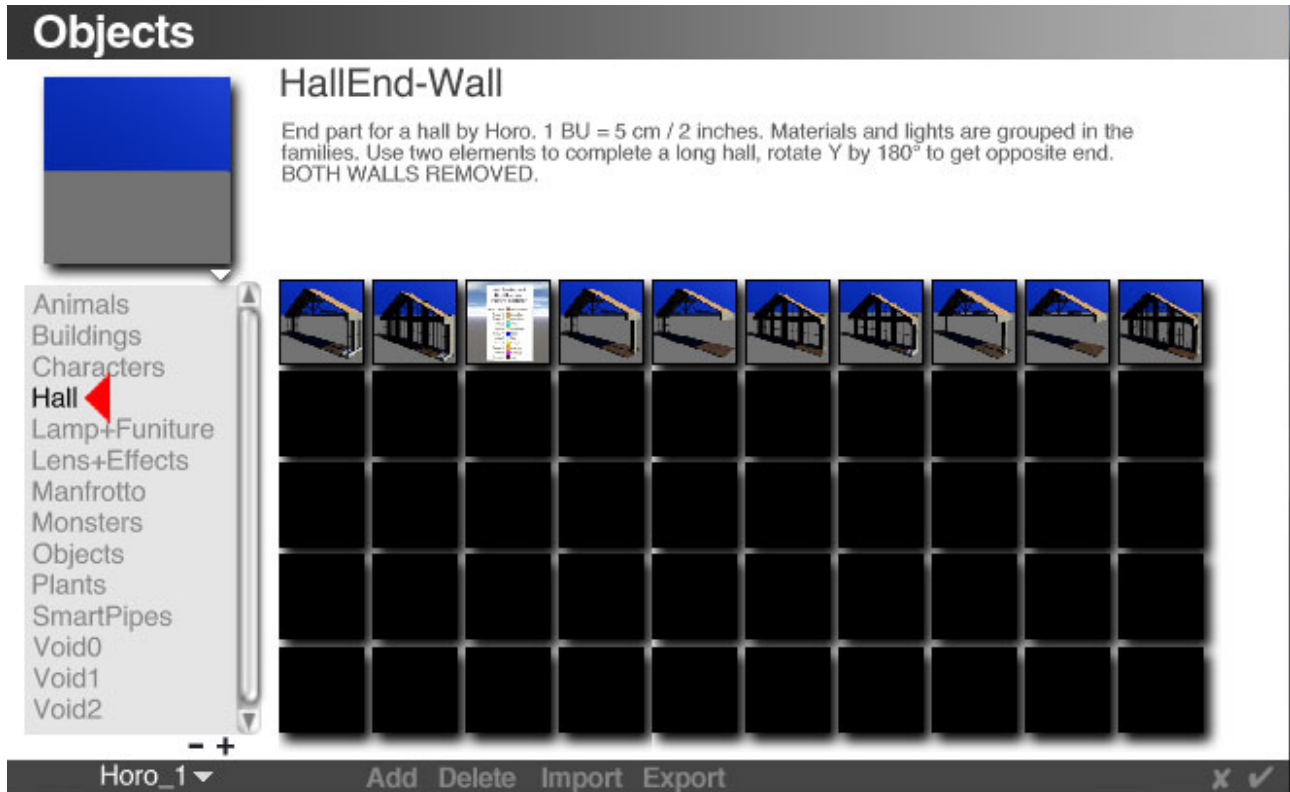 Objects
HallEnd-Wall
End part for a hall by Horo. 1 BU = 5 cm / 2 inches. Materials and lights are grouped in the
families. Use two elements to complete a long hall, rotate Y by 180° to get opposite end.
BOTH WALLS REMOVED.
Animals
Buildings
Characters
Hall
Lamp+Funiture
Lens+Effects
Manfrotto
Monsters
Objects
Plants
SmartPipes
Void0
Void1
Void2
- +
Horo_1 Add Delete Import Export